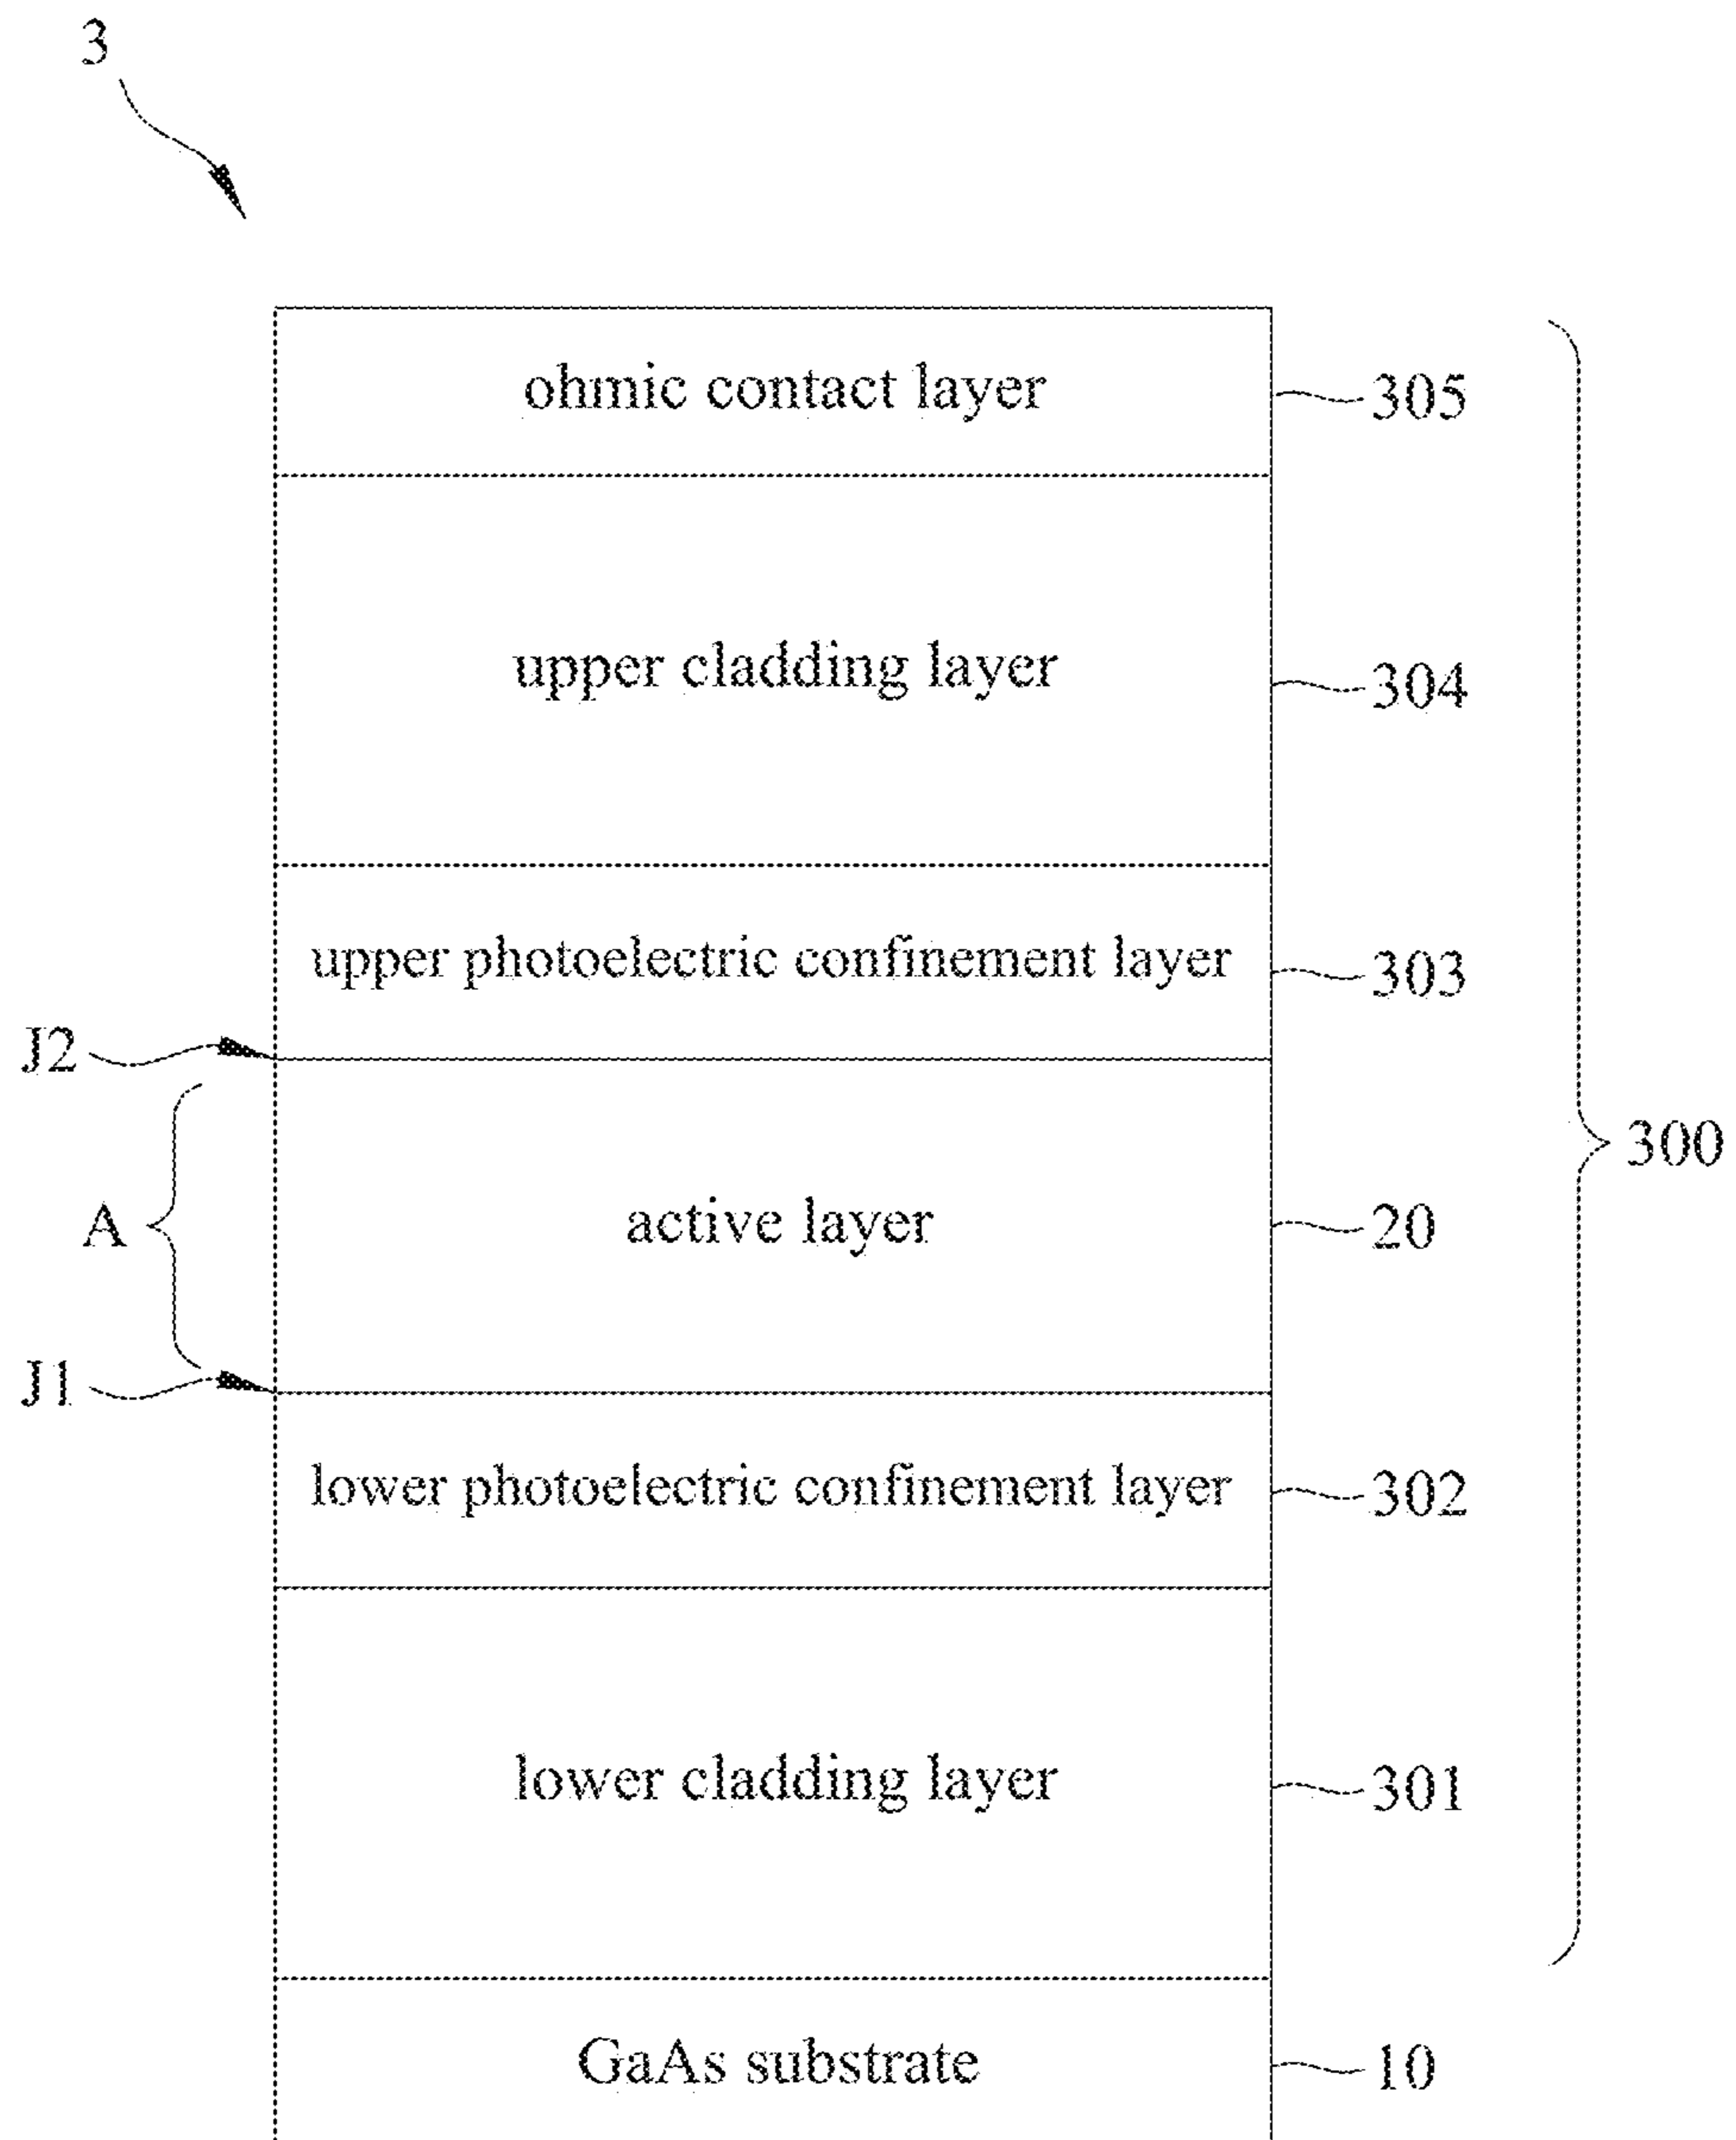 3
ohmic contact layer
305
upper cladding layer
304
upper photoelectric confinement layer
303
J2
300
A
active layer
20
J1
lower photoelectric confinement layer
302
lower cladding layer
301
GaAs substrate
10